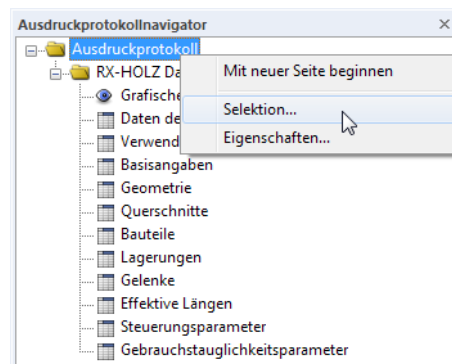 Ausdruckprotokollnavigator
Ausdruckprotokoll
RX-HOLZ Da
Mit neuer Seite beginnen
Grafische
Selektion...
Daten de
Verwend
Eigenschaften...
Basisangaben
Geometrie
Querschnitte
Bauteile
Lagerungen
Gelenke
Effektive Längen
Steuerungsparameter
Gebrauchstauglichkeitsparameter